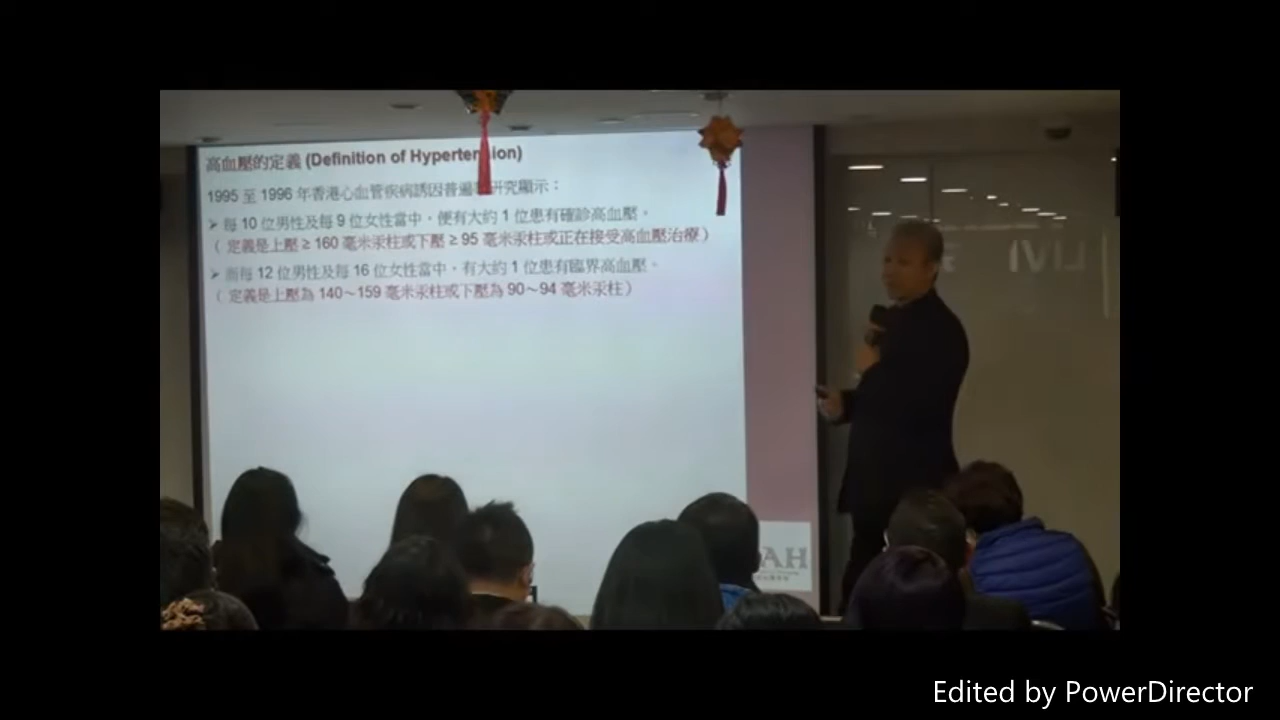 高血壓的定義 (Definition of Hypertension)
1995 至 1996 年香港心血管疾病誘因普遍 研究顯示：
➢ 每 10 位男性及每 9 位女性當中，便有大約 1 位患有確診高血壓。
（ 定義是上壓 ≥ 160 毫米汞柱或下壓 ≥ 95 毫米汞柱或正在接受高血壓治療 ）
➢ 而每 12 位男性及每 16 位女性當中，有大約 1 位患有臨界高血壓。
（ 定義是上壓為 140～159 毫米汞柱或下壓為 90～94 毫米汞柱 ）
AH
Edited by PowerDirector